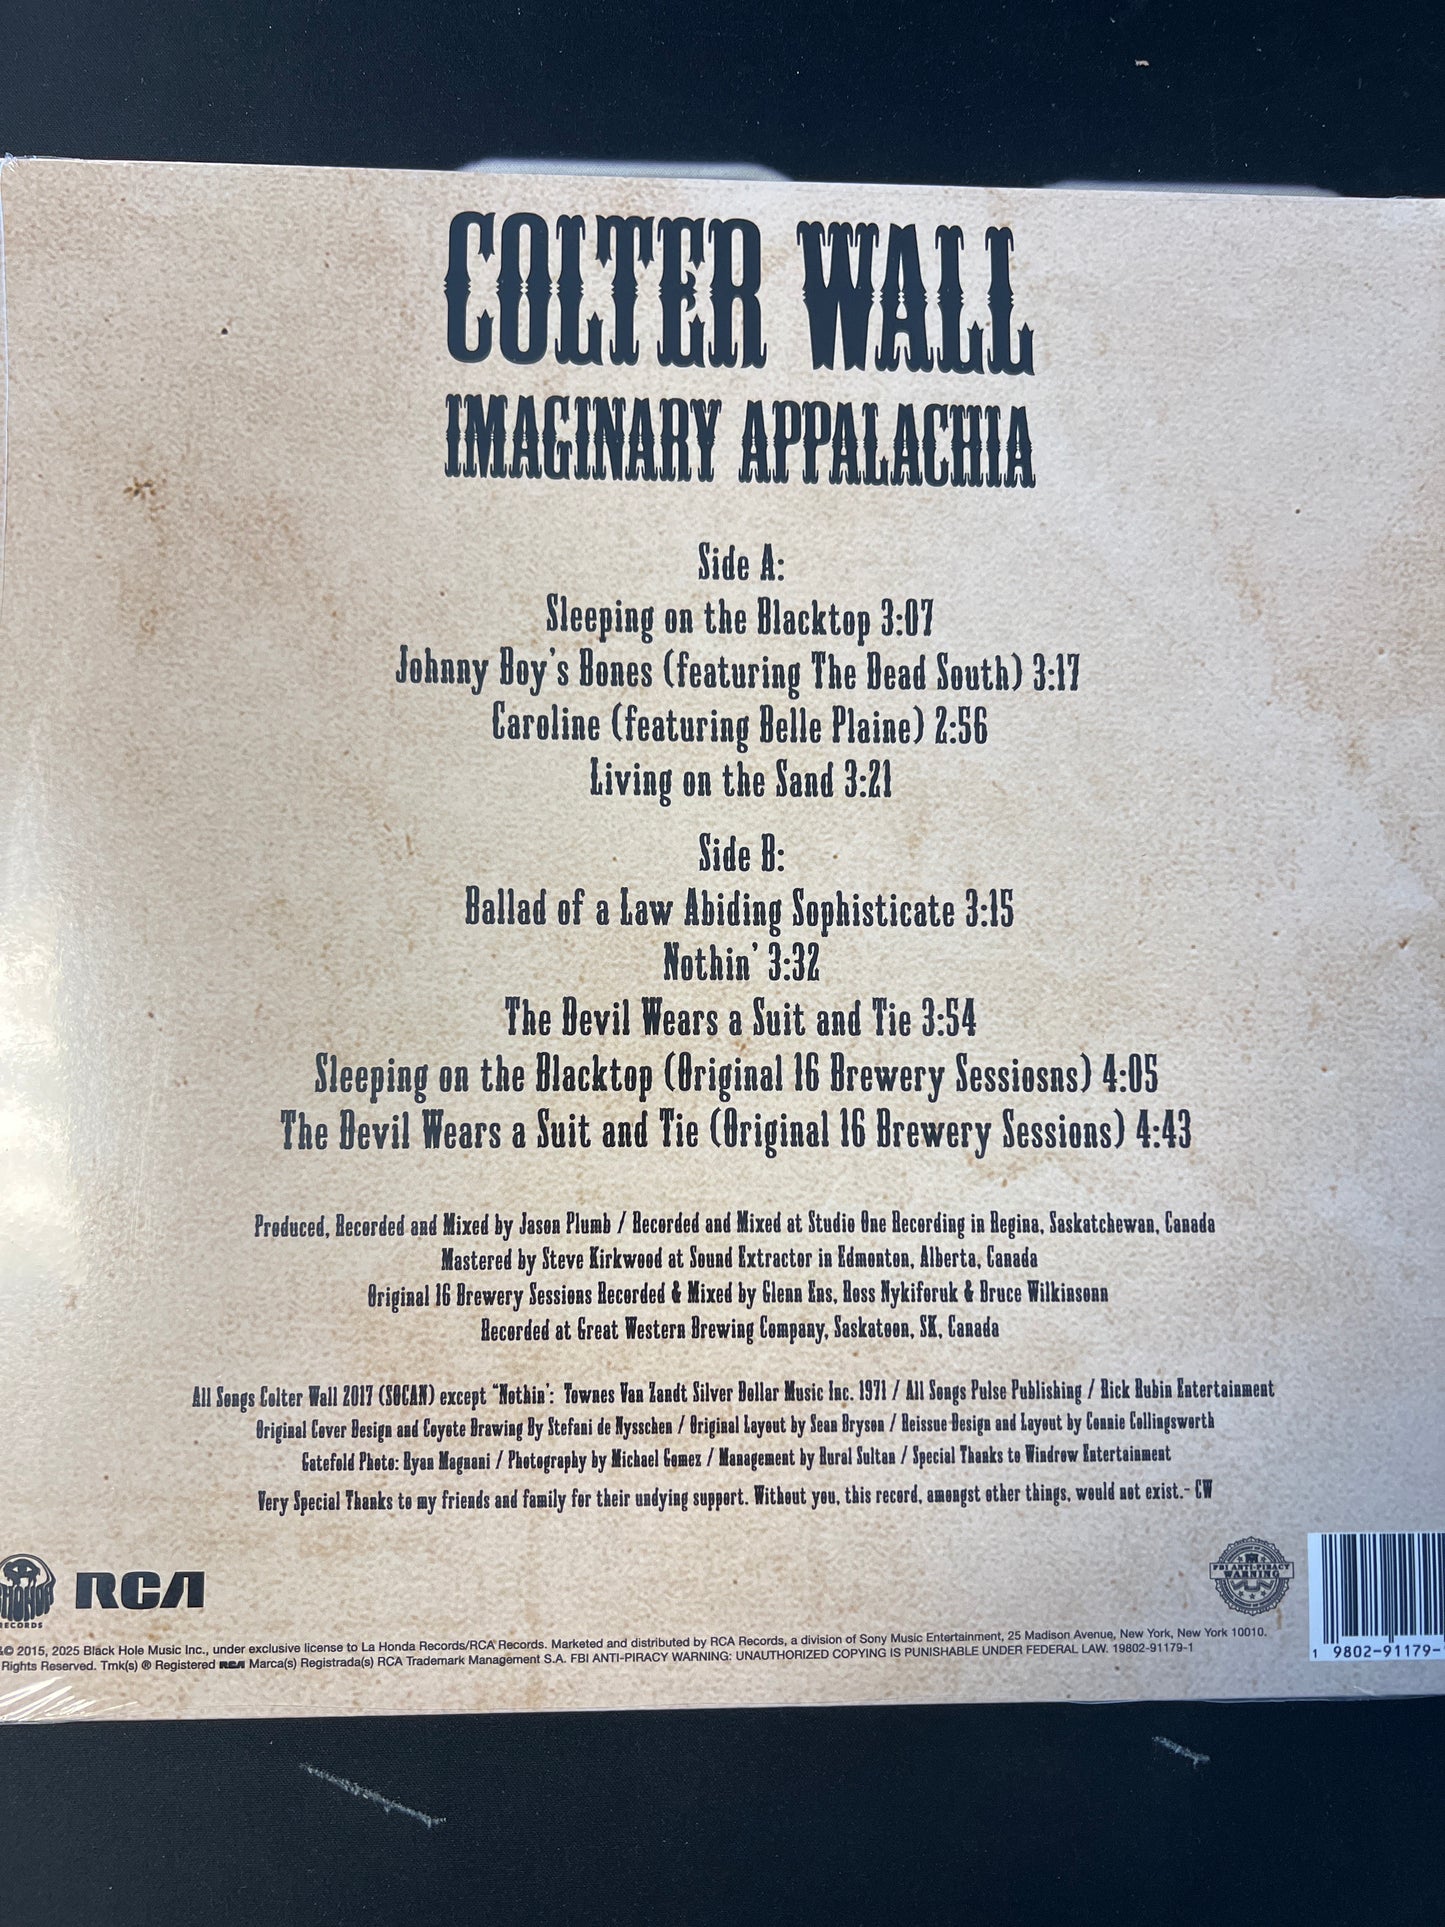 COLTER WALL
IMAGINARY APPALACHIA
Side A:
Sleeping on the Blacktop 3:07
Johnny Boy's Bones (featuring The Dead South) 3:17
Caroline (featuring Belle Plaine) 2:56
Living on the Sand 3:21
Side B:
Ballad of a Law Abiding Sophisticate 3:15
Nothin' 3:32
The Devil Wears a Suit and Tie 3:54
Sleeping on the Blacktop (Original 16 Brewery Sessiosns) 4:05
The Devil Wears a Suit and Tie (Original 16 Brewery Sessions) 4:43
Produced, Recorded and Mixed by Jason Plumb / Recorded and Mixed at Studio One Recording in Regina, Saskatchewan, Canada
Mastered by Steve Kirkwood at Sound Extractor in Edmonton, Alberta, Canada
Original 16 Brewery Sessions Recorded & Mixed by Glenn Ens, Ross Nykiforuk & Bruce Wilkinsonn
Recorded at Great Western Brewing Company, Saskatoon, SK, Canada
All Songs Colter Wall 2017 (SOCAN) except "Nothin': Townes Van Zandt Silver Dollar Music Inc. 1971 / All Songs Pulse Publishing / Rick Rubin Entertainment
Original Cover Design and Coyote Drawing By Stefani de Nysschen / Original Layout by Sean Bryson / Reissue Design and Layout by Connie Collingsworth
Gatefold Photo: Ryan Magnani / Photography by Michael Gomez / Management by Rural Sultan / Special Thanks to Windrow Entertainment
Very Special Thanks to my friends and family for their undying support. Without you, this record, amongst other things, would not exist.- CW
RECORDS
RCA
FBI ANTI-PIRACY
WARNING
&© 2015, 2025 Black Hole Music Inc., under exclusive license to La Honda Records/RCA Records. Marketed and distributed by RCA Records, a division of Sony Music Entertainment, 25 Madison Avenue, New York, New York 10010.
Rights Reserved. Tmk(s) ® Registered RCA Marca(s) Registrada(s) RCA Trademark Management S.A. FBI ANTI-PIRACY WARNING: UNAUTHORIZED COPYING IS PUNISHABLE UNDER FEDERAL LAW. 19802-91179-1
1 9802-91179-